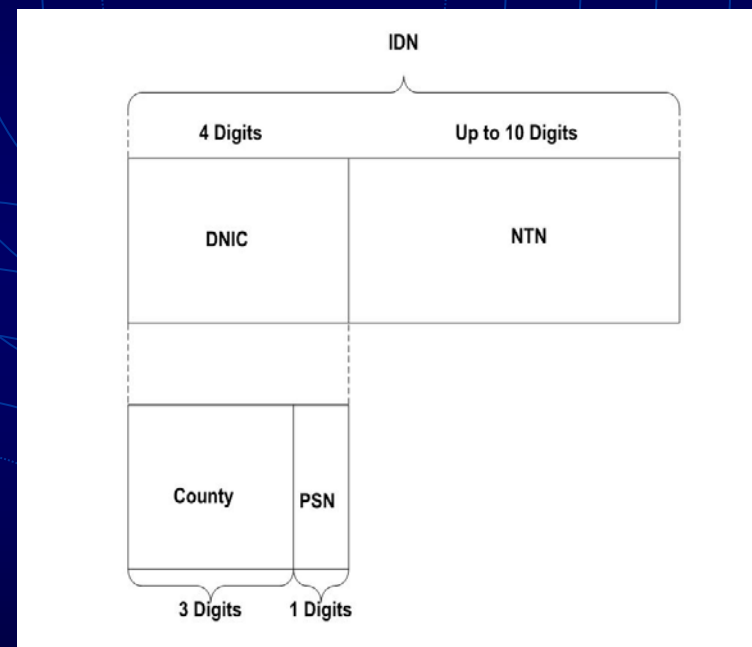 IDN
4 Digits Up to 10 Digits
DNIC NTN
County PSN
3 Digits 1 Digits